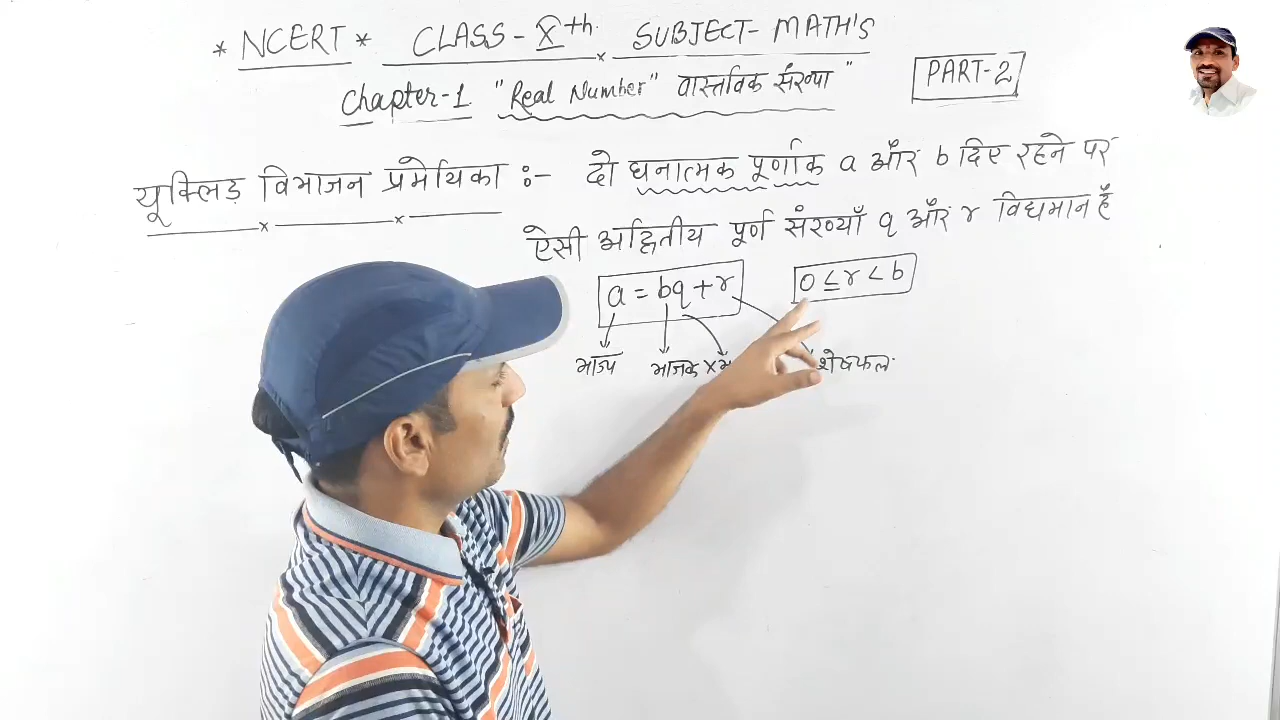 * NCERT * CLASS - Xth. SUBJECT - MATH'S
Chapter-1 "Real Number" वास्तविक संख्या "
PART-2
यूक्लिड़ विभाजन प्रमेयिका :- दो धनात्मक पूर्णांक a और b दिए रहने पर
ऐसी अद्वितीय पूर्ण संख्याँ q और r विद्यमान हैं
a = bq + r 0 ≤ r < b
भाज्य भाजक × शेषफल